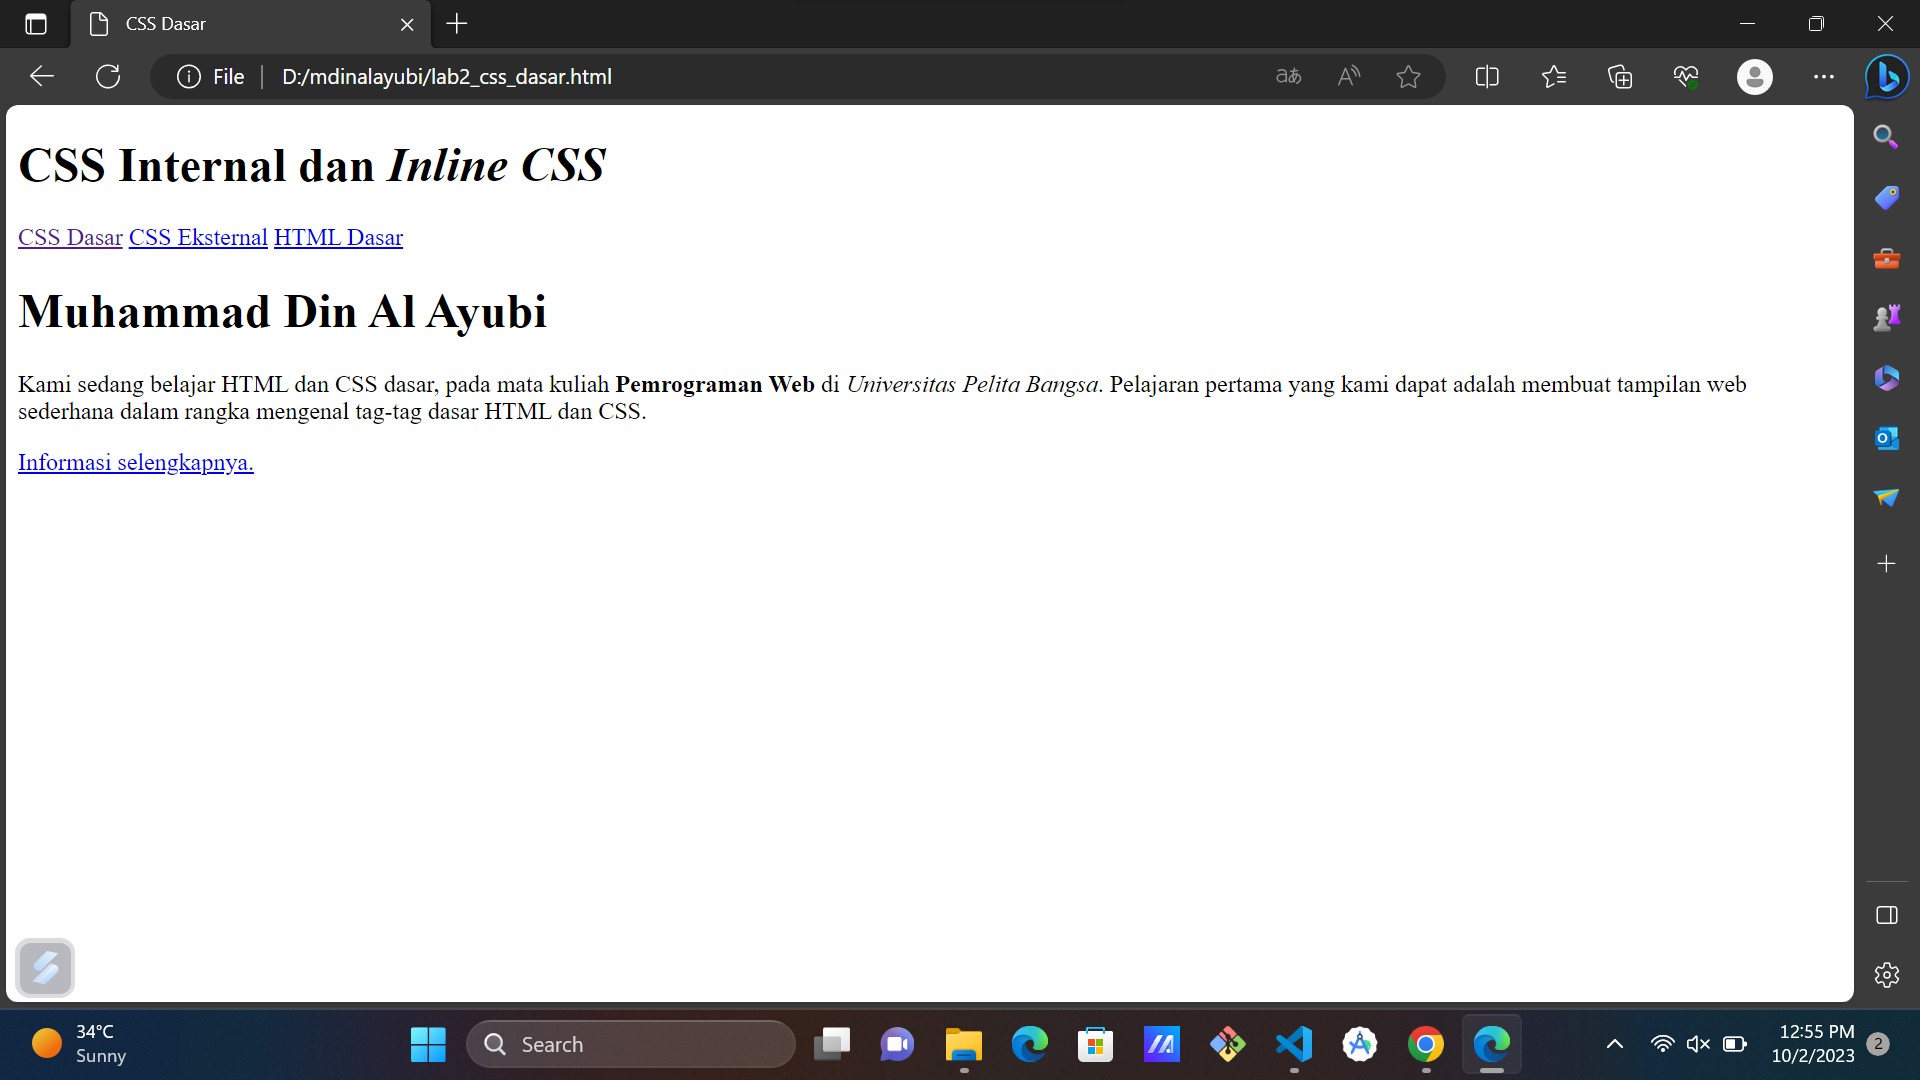 CSS Dasar
File
D:/mdinalayubi/lab2_css_dasar.html
CSS Internal dan Inline CSS
CSS Dasar CSS Eksternal HTML Dasar
Muhammad Din Al Ayubi
Kami sedang belajar HTML dan CSS dasar, pada mata kuliah Pemrograman Web di Universitas Pelita Bangsa. Pelajaran pertama yang kami dapat adalah membuat tampilan web
sederhana dalam rangka mengenal tag-tag dasar HTML dan CSS.
Informasi selengkapnya.
34°C
Sunny
Search
12:55 PM
10/2/2023
2